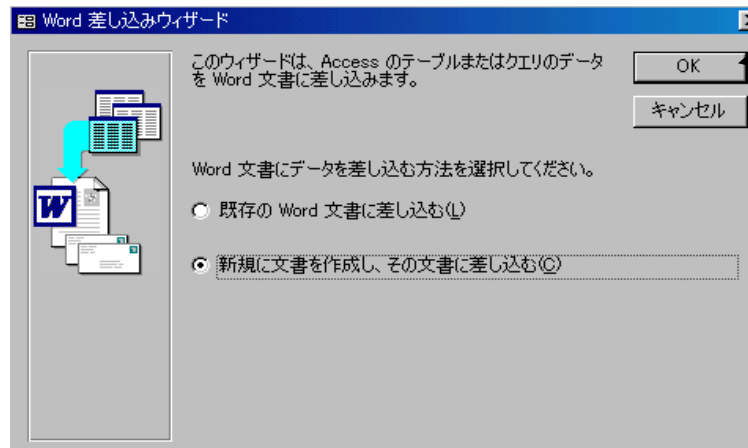 Word 差し込みウィザード
このウィザードは、Access のテーブルまたはクエリのデータ
を Word 文書に差し込みます。
OK
キャンセル
Word 文書にデータを差し込む方法を選択してください。
既存の Word 文書に差し込む(L)
新規に文書を作成し、その文書に差し込む(C)
W